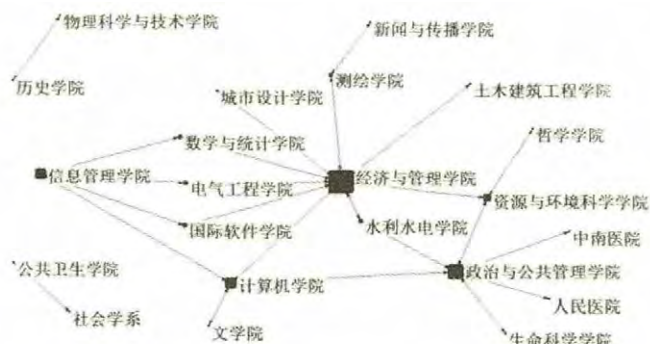 物理科学与技术学院
新闻与传播学院
历史学院
测绘学院
城市设计学院
土木建筑工程学院
数学与统计学院
哲学学院
信息管理学院
电气工程学院
经济与管理学院
资源与环境科学学院
国际软件学院
水利水电学院
中南医院
公共卫生学院
计算机学院
政治与公共管理学院
社会学系
文学院
人民医院
生命科学学院